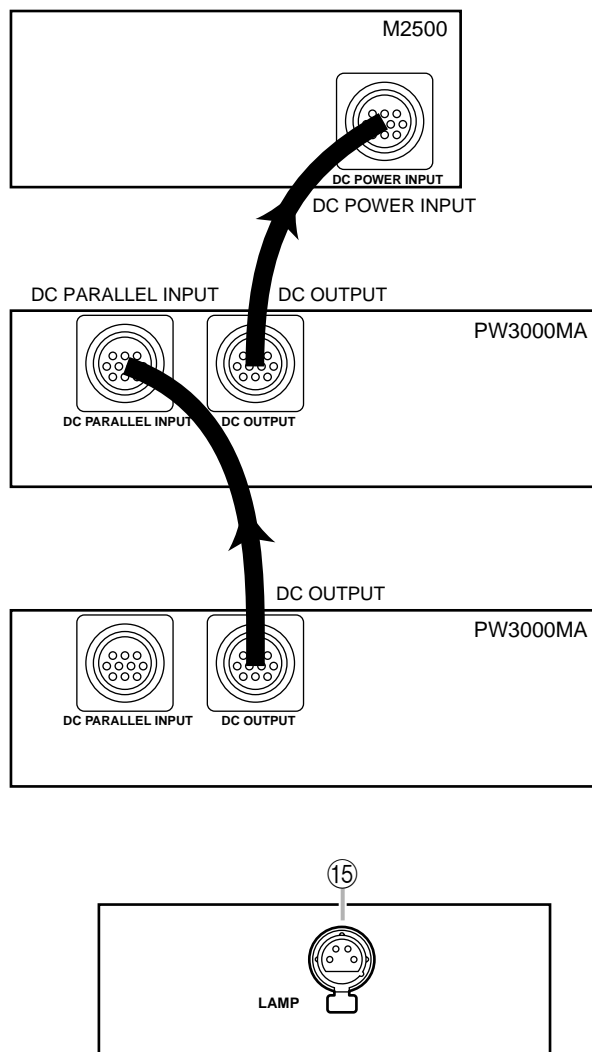 M2500
DC POWER INPUT
DC POWER INPUT
DC PARALLEL INPUT DC OUTPUT
PW3000MA
DC PARALLEL INPUT DC OUTPUT
DC OUTPUT
PW3000MA
DC PARALLEL INPUT DC OUTPUT
⑮
LAMP